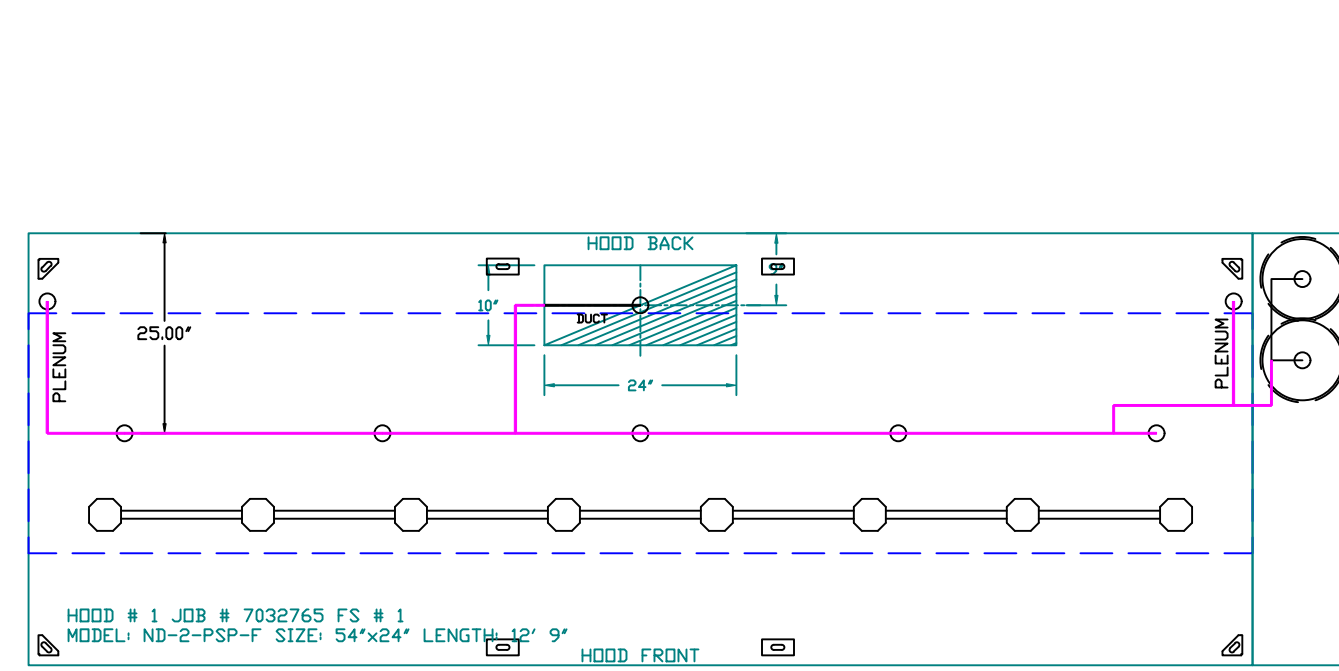 HOOD BACK
9"
10"
DUCT
25.00"
PLENUM
PLENUM
24"
HOOD # 1 JOB # 7032765 FS # 1
MODEL: ND-2-PSP-F SIZE: 54"x24" LENGTH: 12' 9"
HOOD FRONT